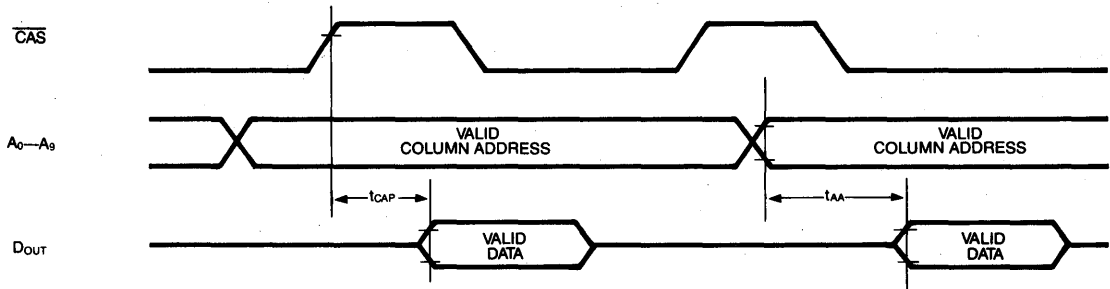 CAS
A0—A9
VALID
COLUMN ADDRESS
VALID
COLUMN ADDRESS
tCAP
tAA
DOUT
VALID
DATA
VALID
DATA